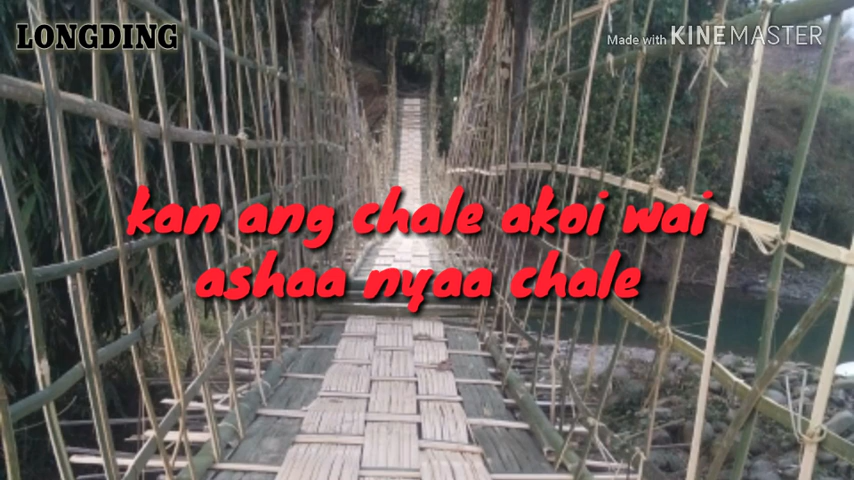 LONGDING
Made with KINEMASTER
kan ang chale akoi wai
ashaa nyaa chale